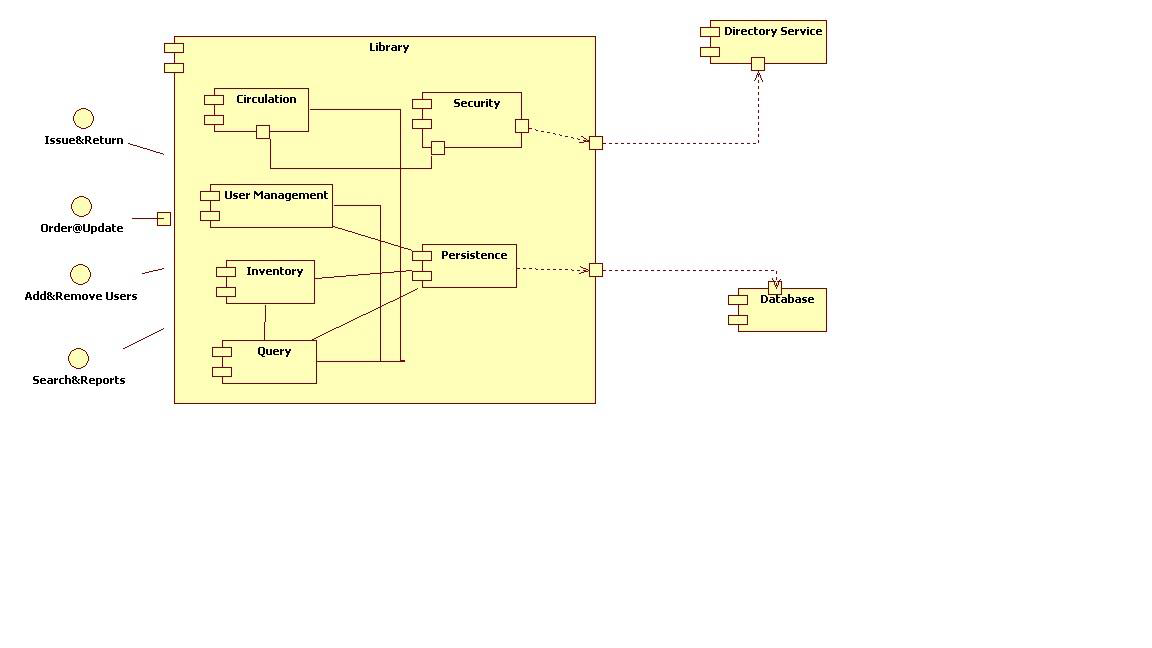 Library
Directory Service
Circulation
Security
Issue&Return
User Management
Order@Update
Persistence
Inventory
Add&Remove Users
Database
Query
Search&Reports